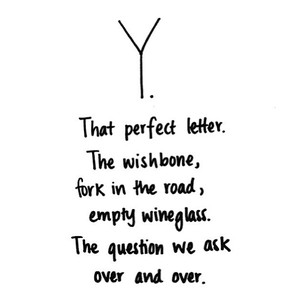 Y.
That perfect letter.
The wishbone,
fork in the road,
empty wineglass.
The question we ask
over and over.